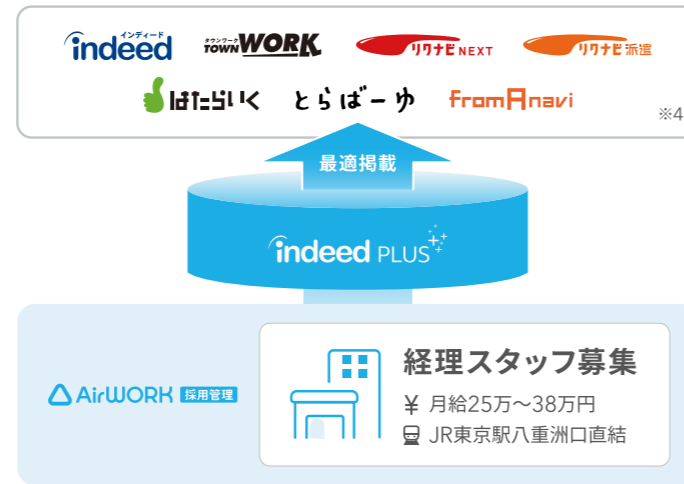 インディード タウンワーク
indeed TOWN WORK リクナビNEXT リクナビ派遣
はたらいく とらばーゆ fromAnavi
※4
最適掲載
indeed PLUS
経理スタッフ募集
AirWORK 採用管理
¥ 月給25万～38万円
JR東京駅八重洲口直結